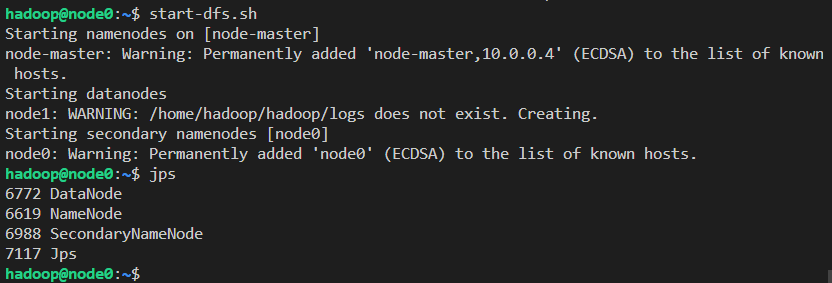 hadoop@node0:~$ start-dfs.sh
Starting namenodes on [node-master]
node-master: Warning: Permanently added 'node-master,10.0.0.4' (ECDSA) to the list of known
 hosts.
Starting datanodes
node1: WARNING: /home/hadoop/hadoop/logs does not exist. Creating.
Starting secondary namenodes [node0]
node0: Warning: Permanently added 'node0' (ECDSA) to the list of known hosts.
hadoop@node0:~$ jps
6772 DataNode
6619 NameNode
6988 SecondaryNameNode
7117 Jps
hadoop@node0:~$